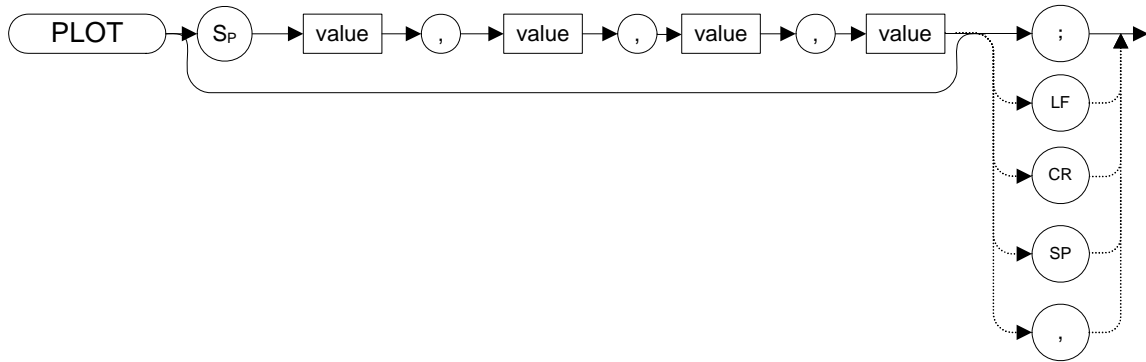 PLOT SP value , value , value , value ;
LF
CR
SP
,